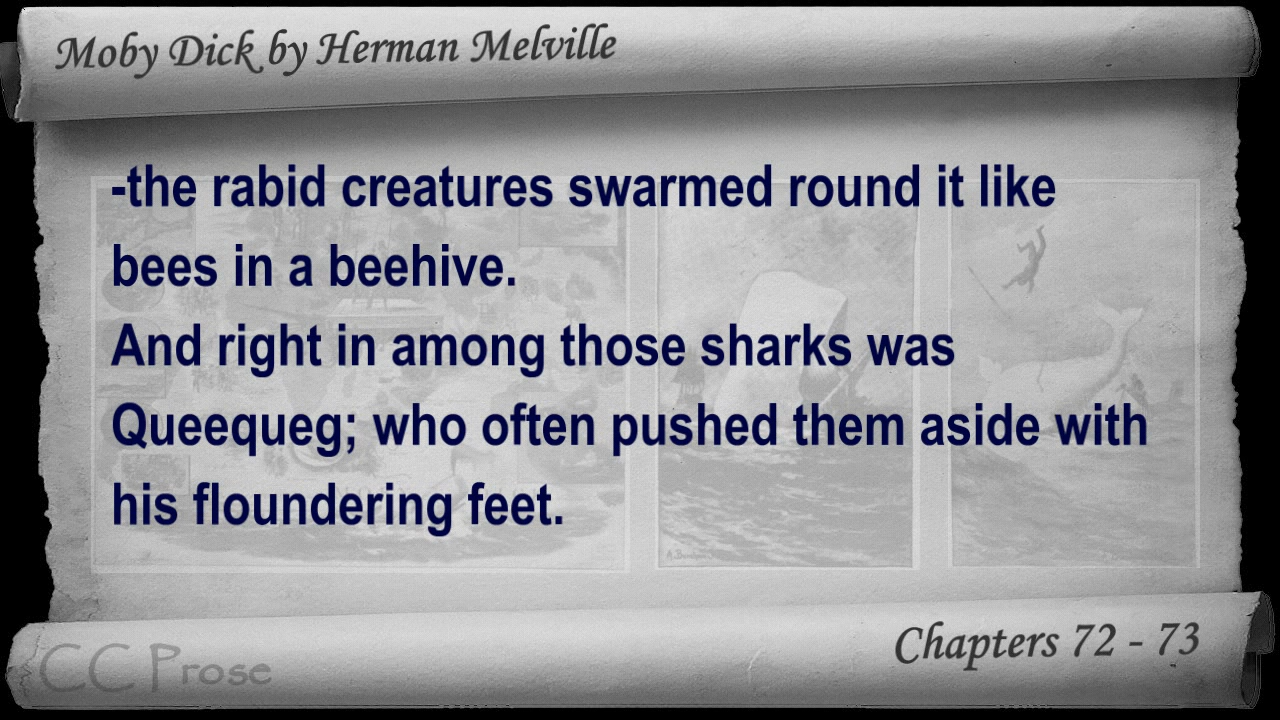 Moby Dick by Herman Melville
-the rabid creatures swarmed round it like
bees in a beehive.
And right in among those sharks was
Queequeg; who often pushed them aside with
his floundering feet.
Chapters 72 - 73
CC Prose